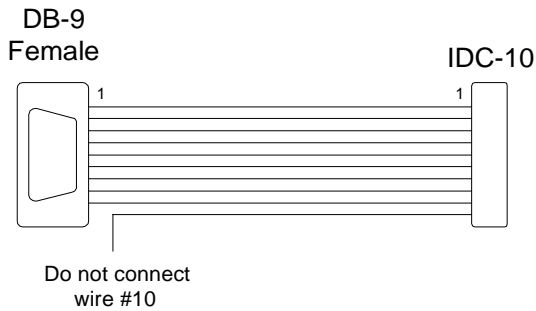 DB-9
Female
IDC-10
1
1
Do not connect
wire #10